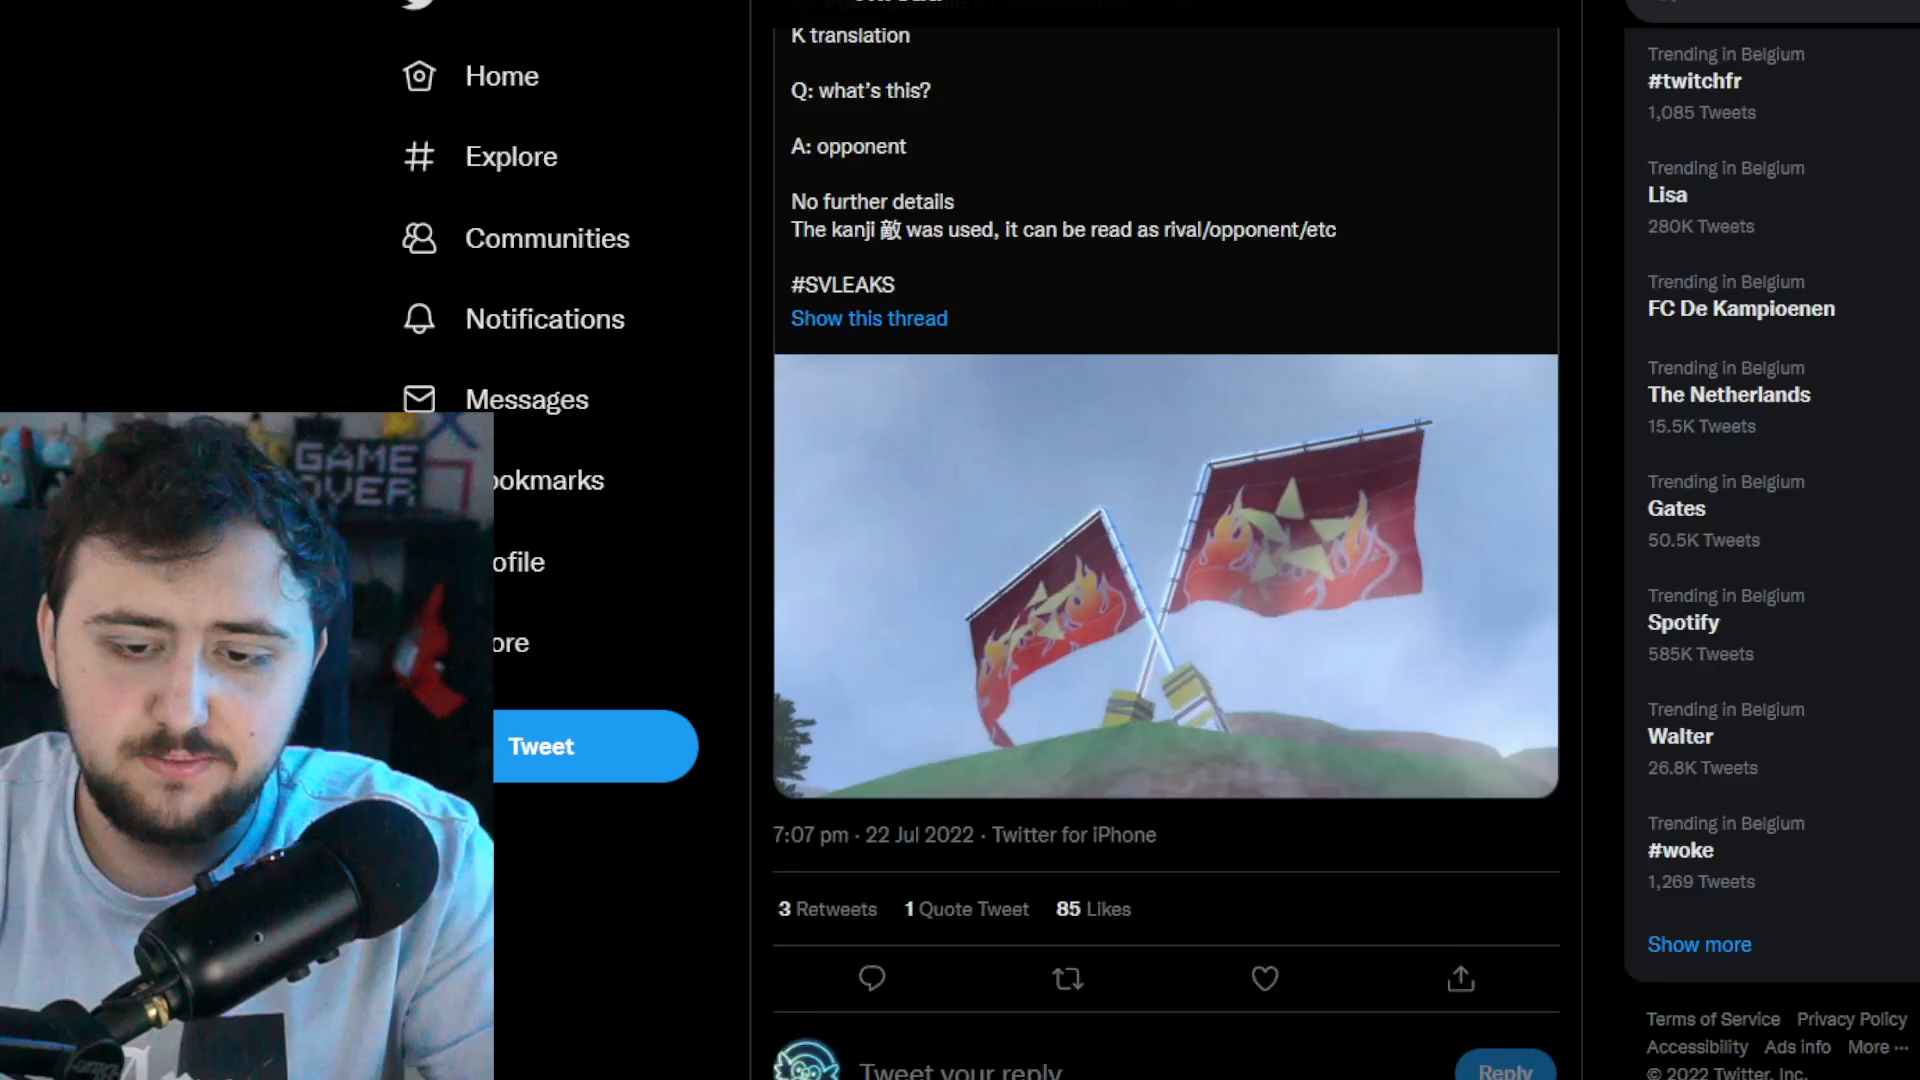 Home
Explore
Communities
Notifications
Messages
ookmarks
ofile
ore
Tweet
GAME
OVER
K translation
Q: what's this?
A: opponent
No further details
The kanji 敵 was used, it can be read as rival/opponent/etc
#SVLEAKS
Show this thread
7:07 pm · 22 Jul 2022 · Twitter for iPhone
3 Retweets 1 Quote Tweet 85 Likes
Tweet your reply
Reply
Trending in Belgium
#twitchfr
1,085 Tweets
Trending in Belgium
Lisa
280K Tweets
Trending in Belgium
FC De Kampioenen
Trending in Belgium
The Netherlands
15.5K Tweets
Trending in Belgium
Gates
50.5K Tweets
Trending in Belgium
Spotify
585K Tweets
Trending in Belgium
Walter
26.8K Tweets
Trending in Belgium
#woke
1,269 Tweets
Show more
Terms of Service Privacy Policy
Accessibility Ads info More ···
© 2022 Twitter, Inc.